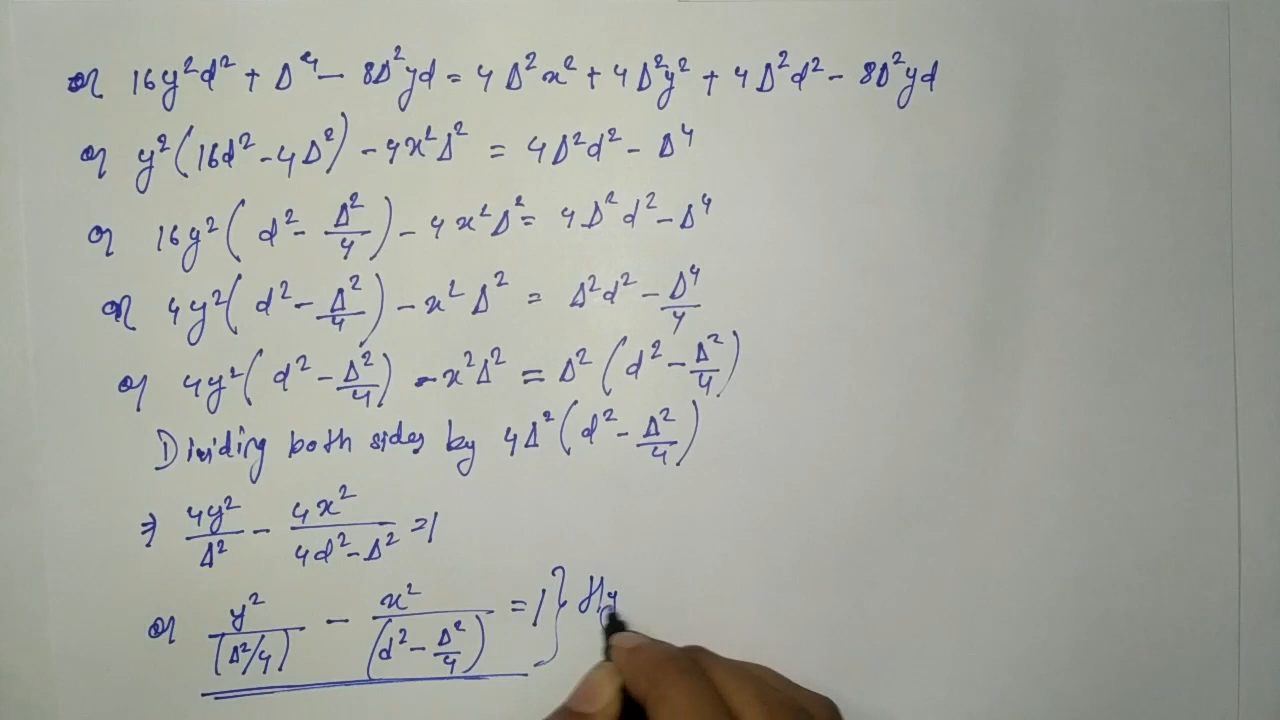 or 16y²d² + Δ⁴ - 8Δ²yd = 4Δ²x² + 4Δ²y² + 4Δ²d² - 8Δ²yd
or y²(16d² - 4Δ²) - 4x²Δ² = 4Δ²d² - Δ⁴
or 16y²(d² - Δ²/4) - 4x²Δ² = 4Δ²d² - Δ⁴
or 4y²(d² - Δ²/4) - x²Δ² = Δ²d² - Δ⁴/4
or 4y²(d² - Δ²/4) - x²Δ² = Δ²(d² - Δ²/4)
Dividing both sides by 4Δ²(d² - Δ²/4)
⇒ 4y²/Δ² - 4x²/(4d² - Δ²) = 1
or y²/(Δ²/4) - x²/(d² - Δ²/4) = 1 } Hy